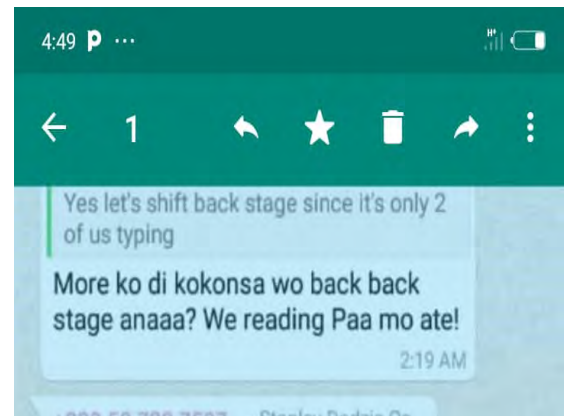 4:49
1
Yes let's shift back stage since it's only 2
of us typing
More ko di kokonsa wo back back
stage anaaa? We reading Paa mo ate!
2:19 AM